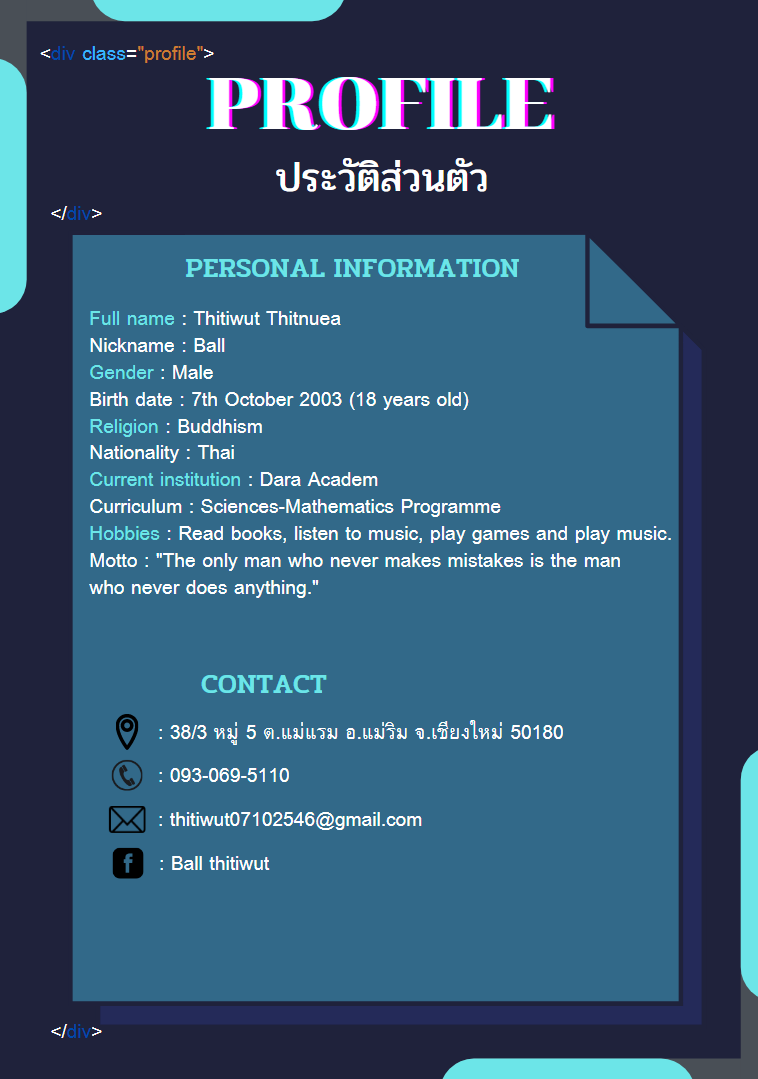 <div class="profile">
PROFILE
ประวัติส่วนตัว
</div>
PERSONAL INFORMATION
Full name : Thitiwut Thitnuea
Nickname : Ball
Gender : Male
Birth date : 7th October 2003 (18 years old)
Religion : Buddhism
Nationality : Thai
Current institution : Dara Academ
Curriculum : Sciences-Mathematics Programme
Hobbies : Read books, listen to music, play games and play music.
Motto : "The only man who never makes mistakes is the man
who never does anything."
CONTACT
: 38/3 หมู่ 5 ต.แม่แรม อ.แม่ริม จ.เชียงใหม่ 50180
: 093-069-5110
: thitiwut07102546@gmail.com
: Ball thitiwut
</div>